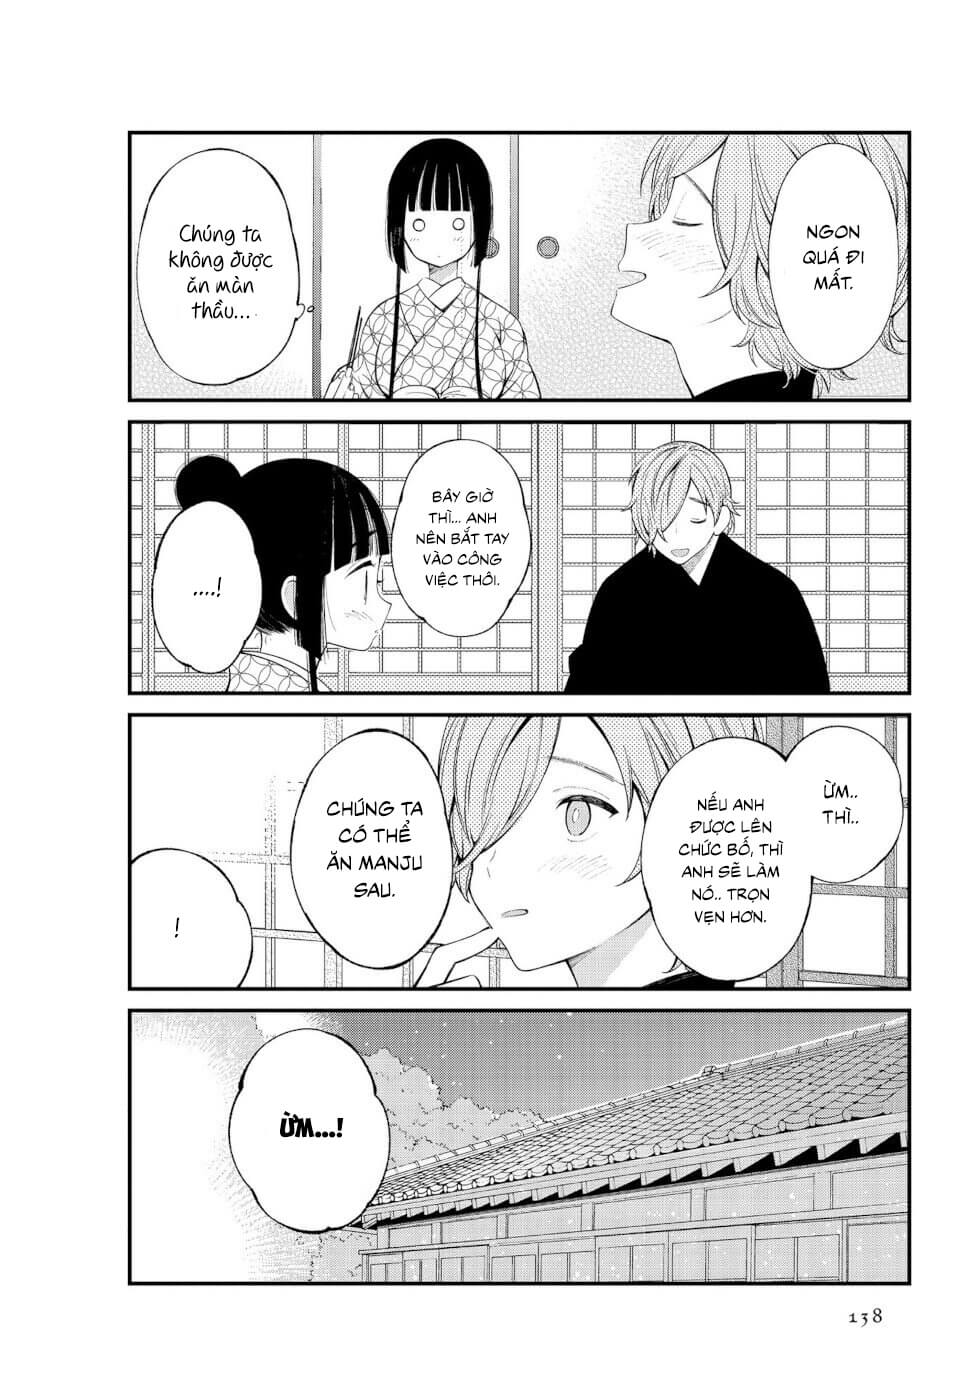 NGON
QUÁ ĐI
MẤT.
Chúng ta
không được
ăn màn
thầu...
BÂY GIỜ
THÌ... ANH
NÊN BẮT TAY
VÀO CÔNG
VIỆC THÔI.
....!
ỪM..
THÌ..
NẾU ANH
ĐƯỢC LÊN
CHỨC BỐ, THÌ
ANH SẼ LÀM
NÓ.. TRỌN
VẸN HƠN.
CHÚNG TA
CÓ THỂ
ĂN MANJU
SAU.
!
ỪM...!
138